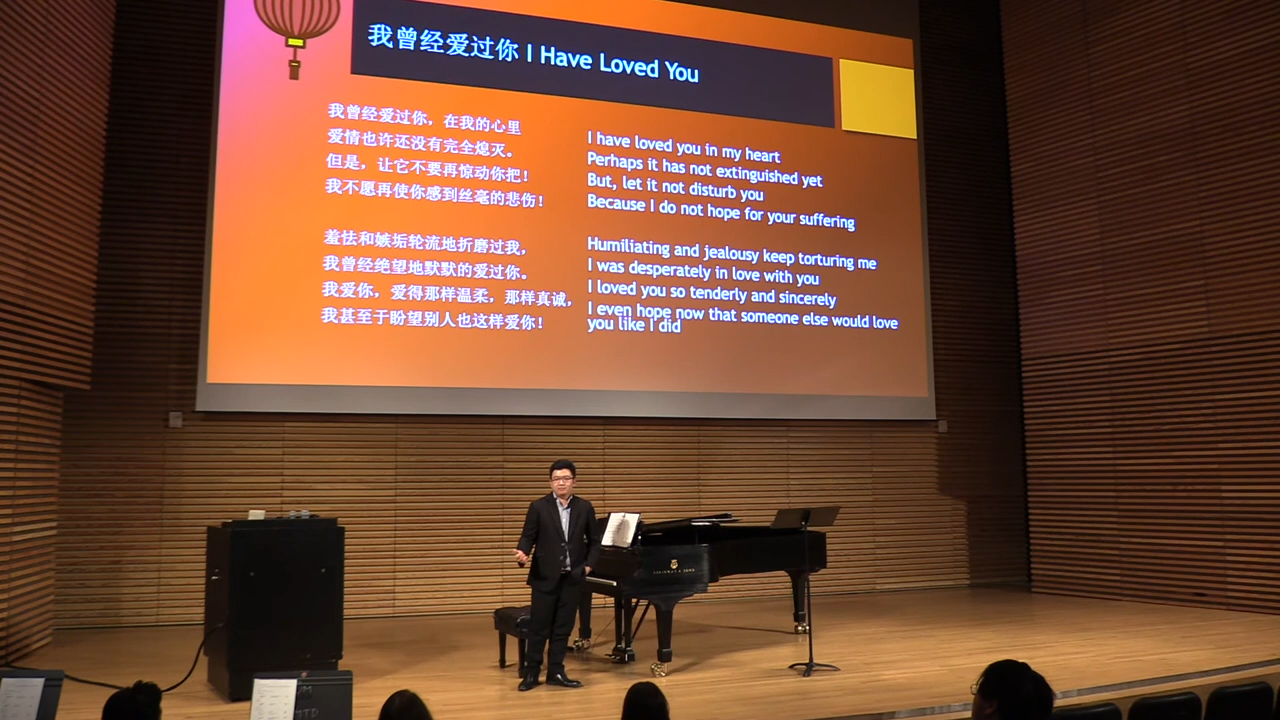 我曾经爱过你 I Have Loved You
我曾经爱过你，在我的心里
爱情也许还没有完全熄灭。
但是，让它不要再惊动你把！
我不愿再使你感到丝毫的悲伤！
羞怯和嫉垢轮流地折磨过我，
我曾经绝望地默默的爱过你。
我爱你，爱得那样温柔，那样真诚，
我甚至于盼望别人也这样爱你！
I have loved you in my heart
Perhaps it has not extinguished yet
But, let it not disturb you
Because I do not hope for your suffering
Humiliating and jealousy keep torturing me
I was desperately in love with you
I loved you so tenderly and sincerely
I even hope now that someone else would love
you like I did
STEINWAY & SONS